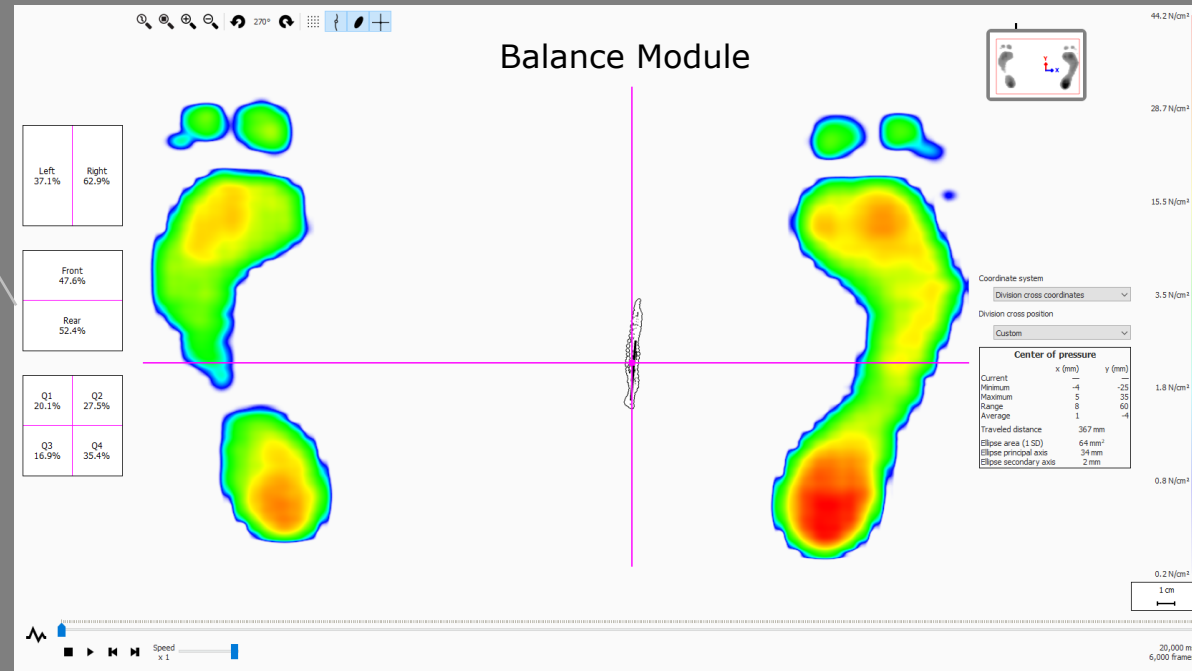 270°
Balance Module
Y
X
Left
37.1%
Right
62.9%
Front
47.6%
Rear
52.4%
Q1
20.1%
Q2
27.5%
Q3
16.9%
Q4
35.4%
44.2 N/cm²
28.7 N/cm²
15.5 N/cm²
3.5 N/cm²
1.8 N/cm²
0.8 N/cm²
0.2 N/cm²
Coordinate system
Division cross coordinates
Division cross position
Custom
Center of pressure
x (mm) y (mm)
Current — —
Minimum -4 -25
Maximum 5 35
Range 8 60
Average 1 -4
Traveled distance 367 mm
Ellipse area (1 SD) 64 mm²
Ellipse principal axis 34 mm
Ellipse secondary axis 2 mm
1 cm
Speed
x 1
20,000 m
6,000 frame